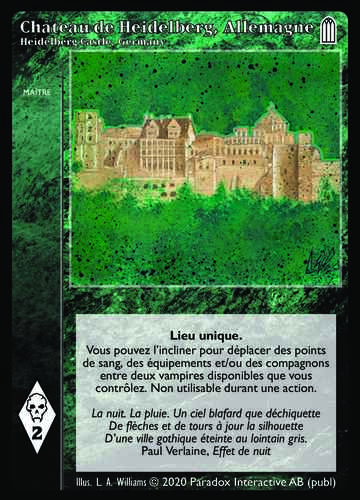 Château de Heidelberg, Allemagne
Heidelberg Castle, Germany
MAÎTRE
Lieu unique.
Vous pouvez l'incliner pour déplacer des points
de sang, des équipements et/ou des compagnons
entre deux vampires disponibles que vous
contrôlez. Non utilisable durant une action.
La nuit. La pluie. Un ciel blafard que déchiquette
De flèches et de tours à jour la silhouette
D'une ville gothique éteinte au lointain gris.
Paul Verlaine, Effet de nuit
2
Illus. L. A. Williams © 2020 Paradox Interactive AB (publ)